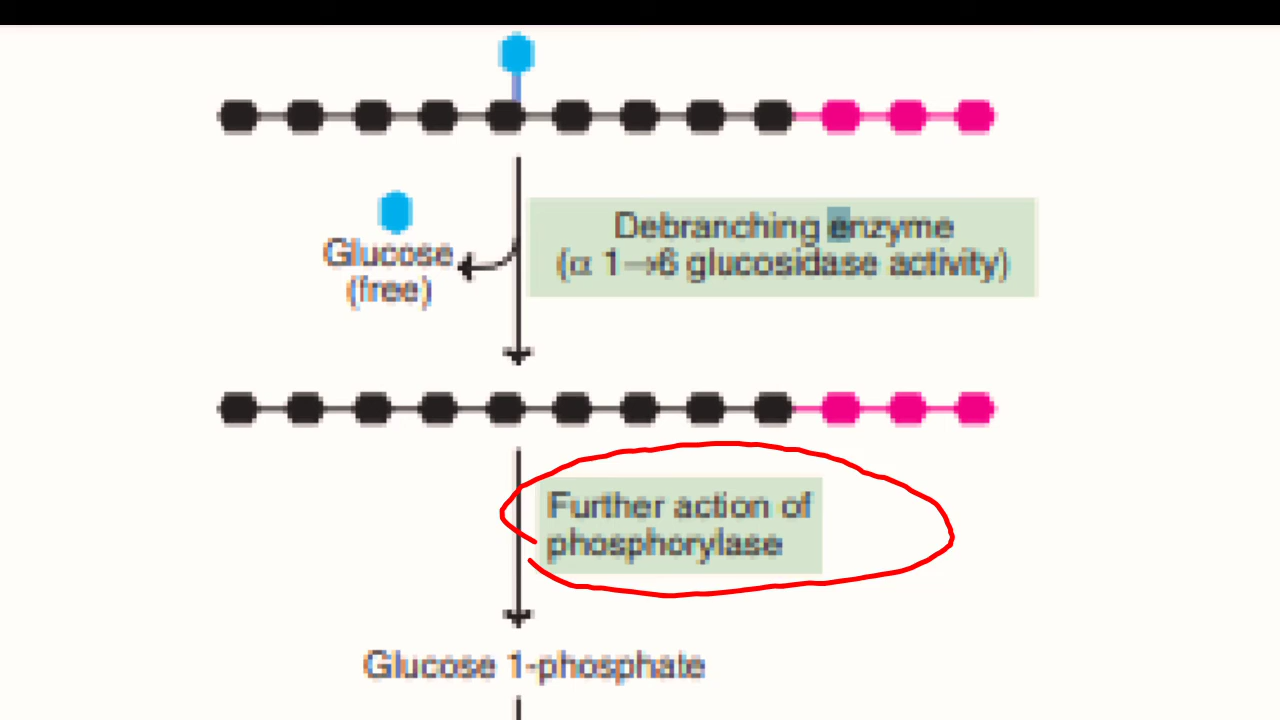 Debranching enzyme
(α 1→6 glucosidase activity)
Glucose
(free)
Further action of
phosphorylase
Glucose 1-phosphate